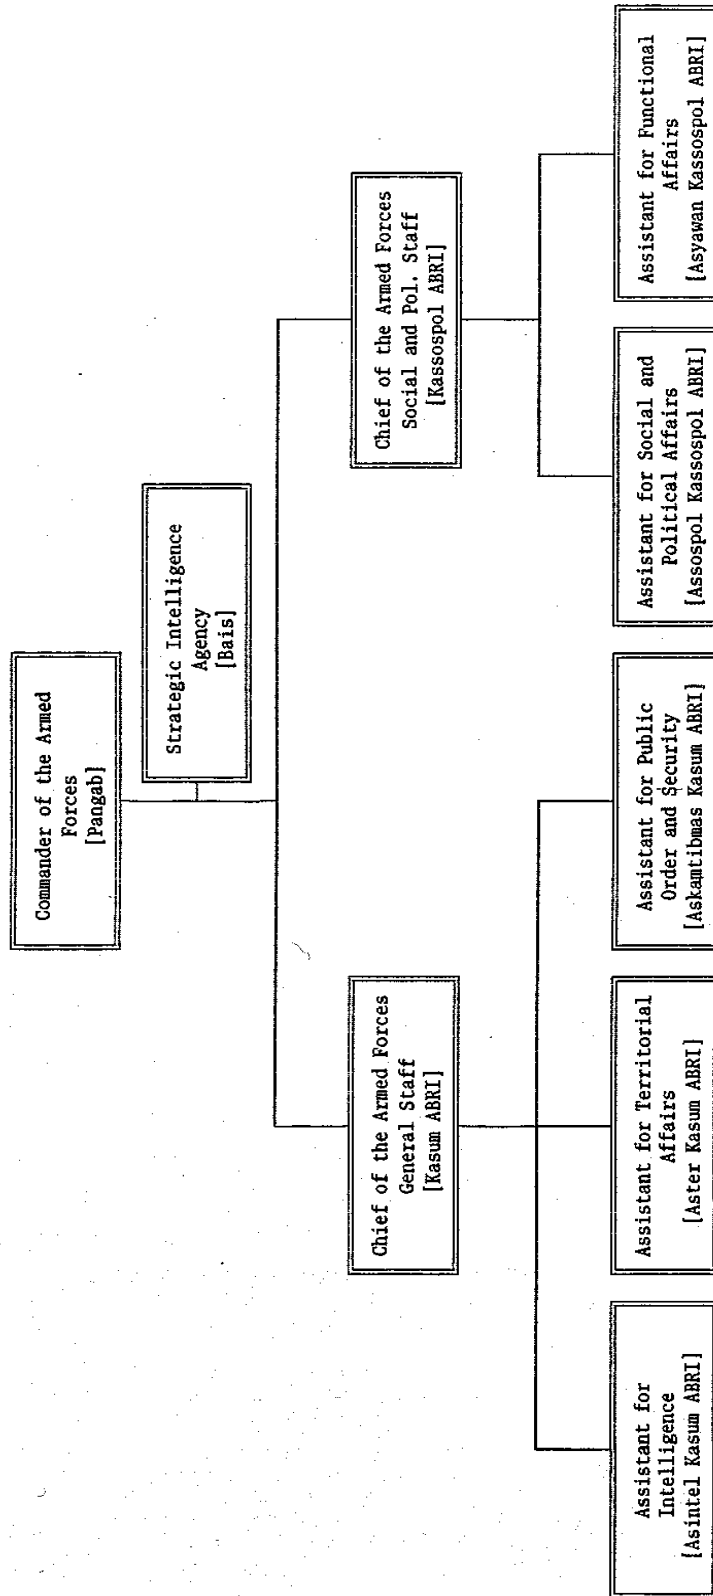 Commander of the Armed
Forces
[Pangab]
Strategic Intelligence
Agency
[Bais]
Chief of the Armed Forces
General Staff
[Kasum ABRI]
Chief of the Armed Forces
Social and Pol. Staff
[Kassospol ABRI]
Assistant for
Intelligence
[Asintel Kasum ABRI]
Assistant for Territorial
Affairs
[Aster Kasum ABRI]
Assistant for Public
Order and Security
[Askamtibmas Kasum ABRI]
Assistant for Social and
Political Affairs
[Assospol Kassospol ABRI]
Assistant for Functional
Affairs
[Asyawan Kassospol ABRI]